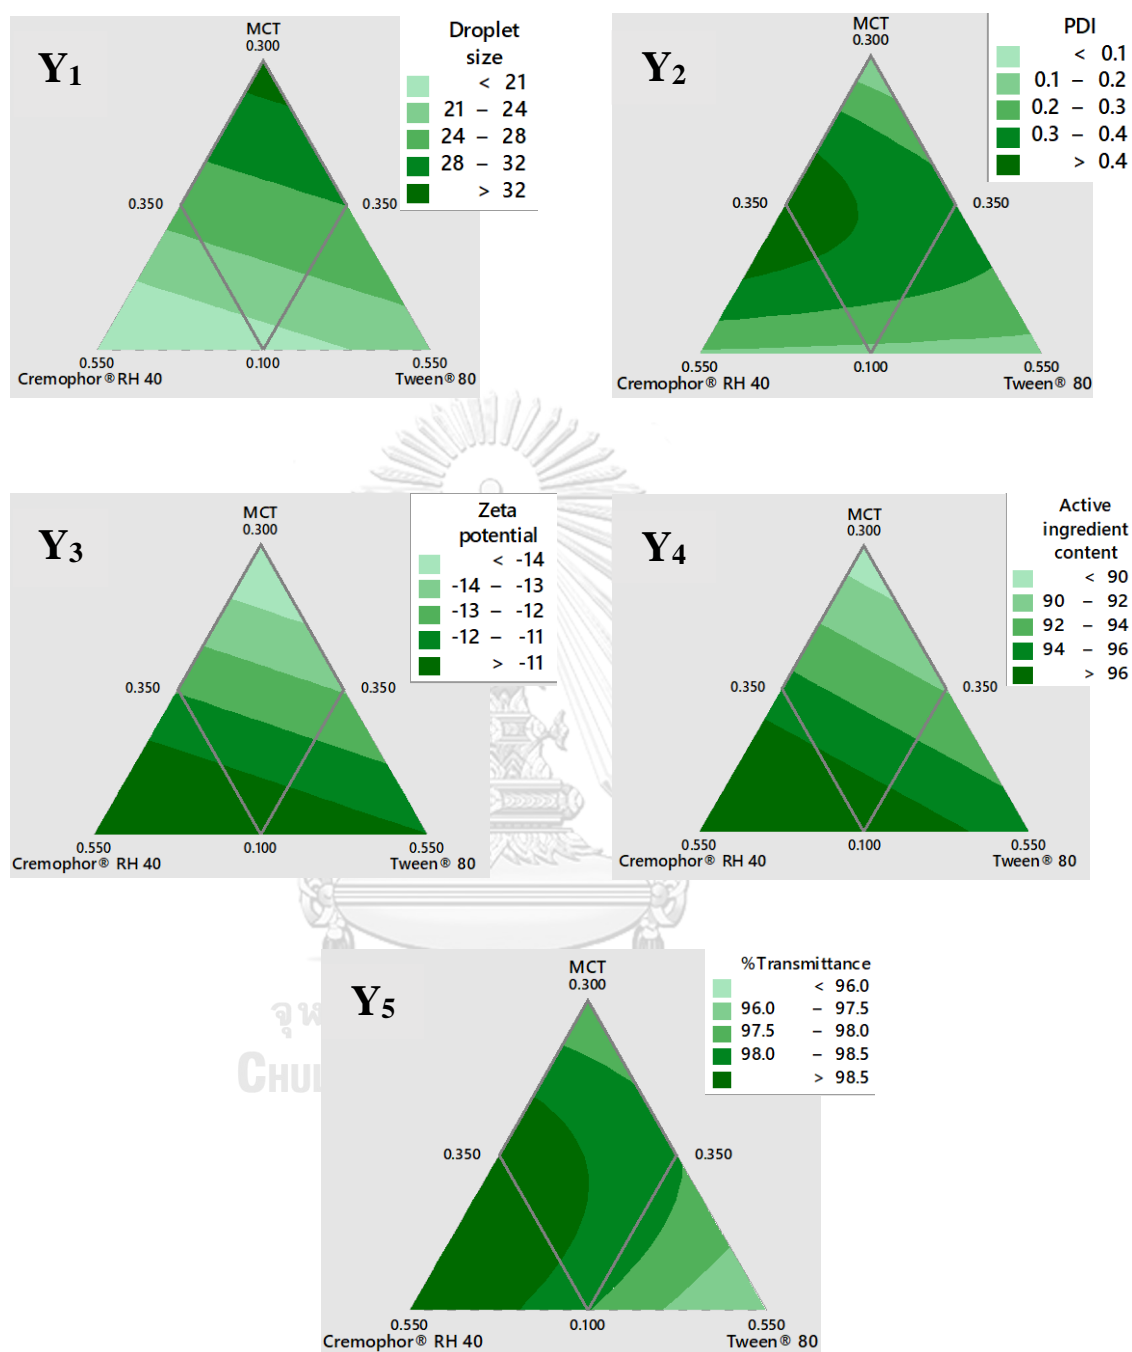 Y1
MCT
0.300
0.350
0.350
0.550
0.100
0.550
Cremophor® RH 40
Tween® 80
Droplet
size
< 21
21 – 24
24 – 28
28 – 32
> 32
Y2
MCT
0.300
0.350
0.350
0.550
0.100
0.550
Cremophor® RH 40
Tween® 80
PDI
< 0.1
0.1 – 0.2
0.2 – 0.3
0.3 – 0.4
> 0.4
Y3
MCT
0.300
0.350
0.350
0.550
0.100
0.550
Cremophor® RH 40
Tween® 80
Zeta
potential
< -14
-14 – -13
-13 – -12
-12 – -11
> -11
Y4
MCT
0.300
0.350
0.350
0.550
0.100
0.550
Cremophor® RH 40
Tween® 80
Active
ingredient
content
< 90
90 – 92
92 – 94
94 – 96
> 96
Y5
MCT
0.300
0.350
0.350
0.550
0.100
0.550
Cremophor® RH 40
Tween® 80
%Transmittance
< 96.0
96.0 – 97.5
97.5 – 98.0
98.0 – 98.5
> 98.5
จุฬ
CHUL